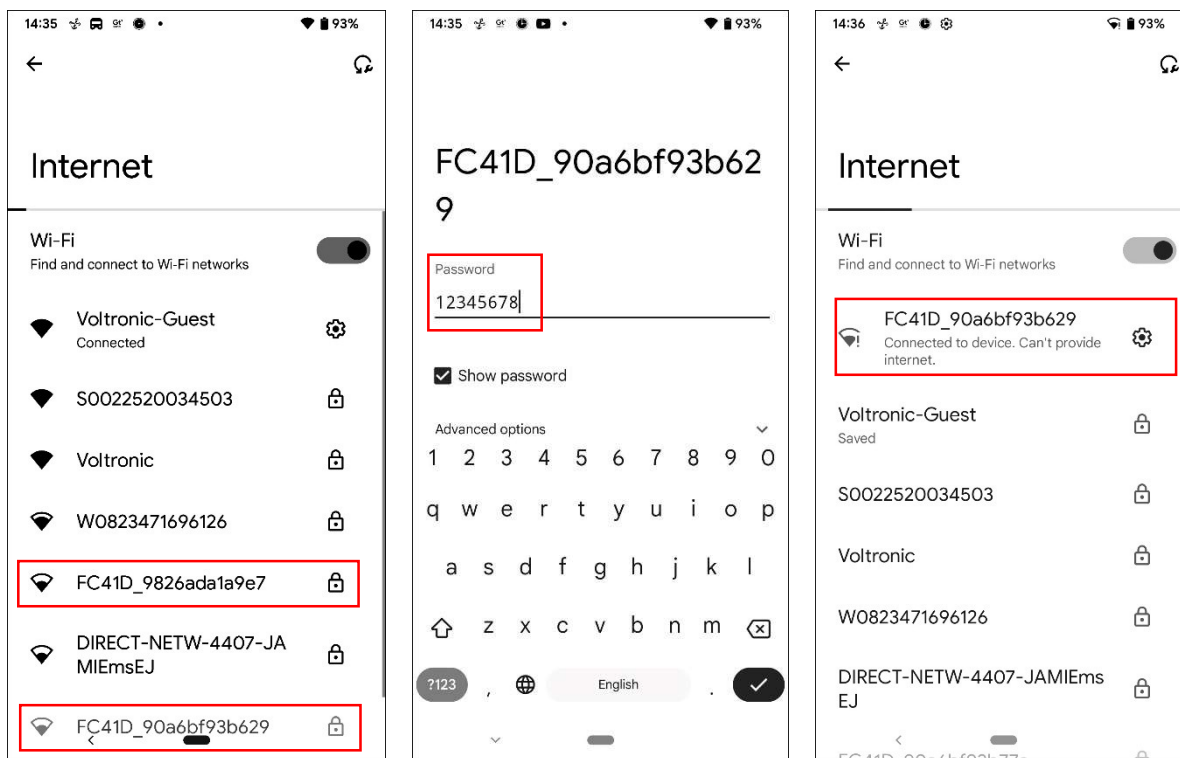 14:35
93%
Internet
Wi-Fi
Find and connect to Wi-Fi networks
Voltronic-Guest
Connected
S0022520034503
Voltronic
W0823471696126
FC41D_9826ada1a9e7
DIRECT-NETW-4407-JA
MIEmsEJ
FC41D_90a6bf93b629
14:35
93%
FC41D_90a6bf93b62
9
Password
12345678
Show password
Advanced options
1 2 3 4 5 6 7 8 9 0
q w e r t y u i o p
a s d f g h j k l
z x c v b n m
?123 , English .
14:36
93%
Internet
Wi-Fi
Find and connect to Wi-Fi networks
FC41D_90a6bf93b629
Connected to device. Can't provide
internet.
Voltronic-Guest
Saved
S0022520034503
Voltronic
W0823471696126
DIRECT-NETW-4407-JAMIEms
EJ